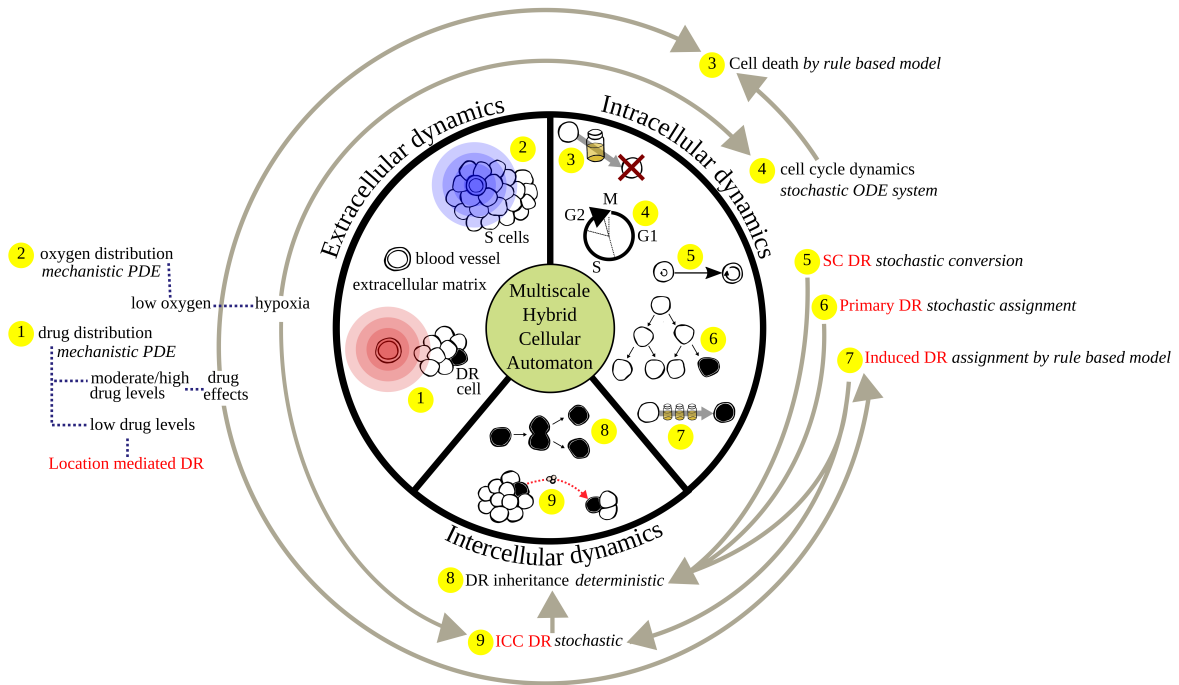 3 Cell death by rule based model
4 cell cycle dynamics
stochastic ODE system
Extracellular dynamics
Intracellular dynamics
Intercellular dynamics
2
S cells
blood vessel
extracellular matrix
DR
cell
1
3
M
G2
4
G1
S
5
6
7
8
9
Multiscale
Hybrid
Cellular
Automaton
2 oxygen distribution
mechanistic PDE
low oxygen hypoxia
1 drug distribution
mechanistic PDE
moderate/high
drug levels
drug
effects
low drug levels
Location mediated DR
5 SC DR stochastic conversion
6 Primary DR stochastic assignment
7 Induced DR assignment by rule based model
8 DR inheritance deterministic
9 ICC DR stochastic